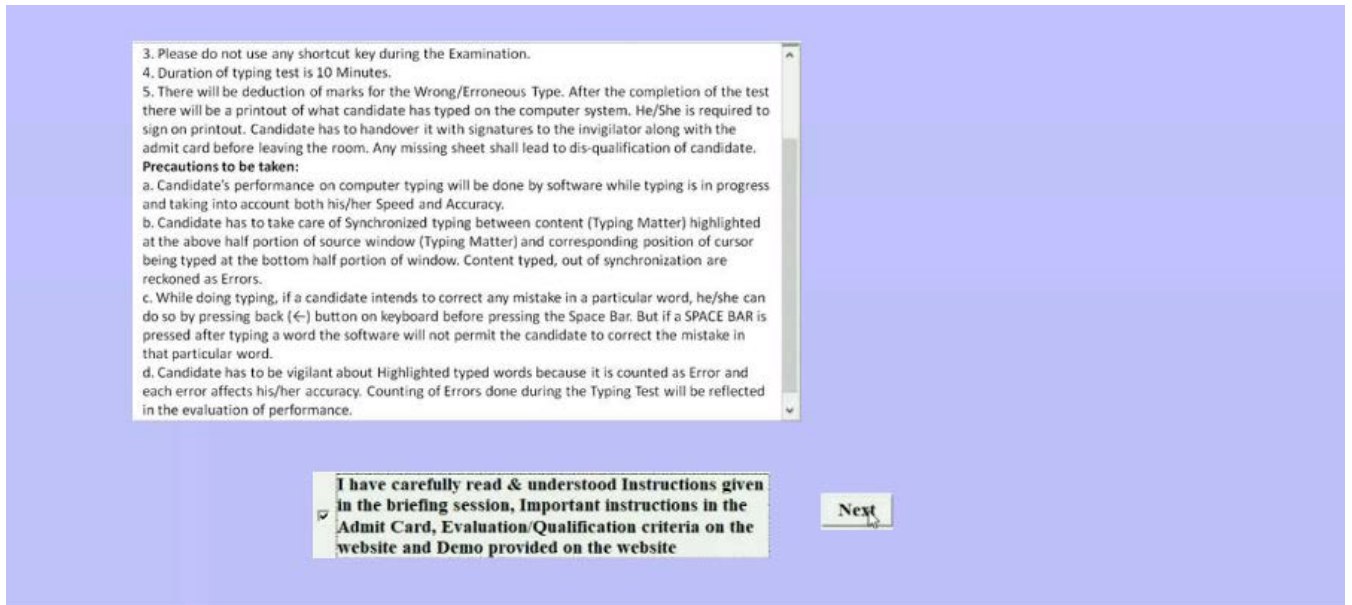 3. Please do not use any shortcut key during the Examination.
4. Duration of typing test is 10 Minutes.
5. There will be deduction of marks for the Wrong/Erroneous Type. After the completion of the test
there will be a printout of what candidate has typed on the computer system. He/She is required to
sign on printout. Candidate has to handover it with signatures to the invigilator along with the
admit card before leaving the room. Any missing sheet shall lead to dis-qualification of candidate.
Precautions to be taken:
a. Candidate's performance on computer typing will be done by software while typing is in progress
and taking into account both his/her Speed and Accuracy.
b. Candidate has to take care of Synchronized typing between content (Typing Matter) highlighted
at the above half portion of source window (Typing Matter) and corresponding position of cursor
being typed at the bottom half portion of window. Content typed, out of synchronization are
reckoned as Errors.
c. While doing typing, if a candidate intends to correct any mistake in a particular word, he/she can
do so by pressing back (←) button on keyboard before pressing the Space Bar. But if a SPACE BAR is
pressed after typing a word the software will not permit the candidate to correct the mistake in
that particular word.
d. Candidate has to be vigilant about Highlighted typed words because it is counted as Error and
each error affects his/her accuracy. Counting of Errors done during the Typing Test will be reflected
in the evaluation of performance.
I have carefully read & understood Instructions given
in the briefing session, Important instructions in the
Admit Card, Evaluation/Qualification criteria on the
website and Demo provided on the website
Next